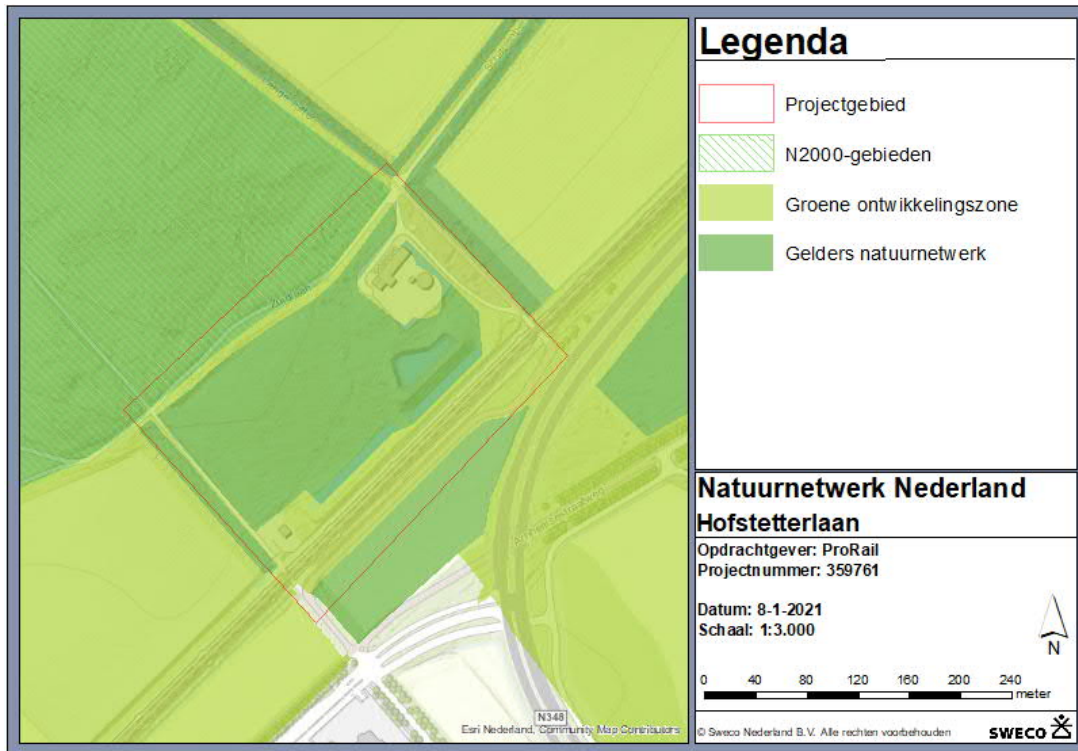 Legenda
Projectgebied
N2000-gebieden
Groene ontwikkelingszone
Gelders natuurnetwerk
Natuurnetwerk Nederland
Hofstetterlaan
Opdrachtgever: ProRail
Projectnummer: 359761
Datum: 8-1-2021
Schaal: 1:3.000
N
0 40 80 120 160 200 240
meter
© Sweco Nederland B.V. Alle rechten voorbehouden
SWECO
N348
Esri Nederland, Community Map Contributors